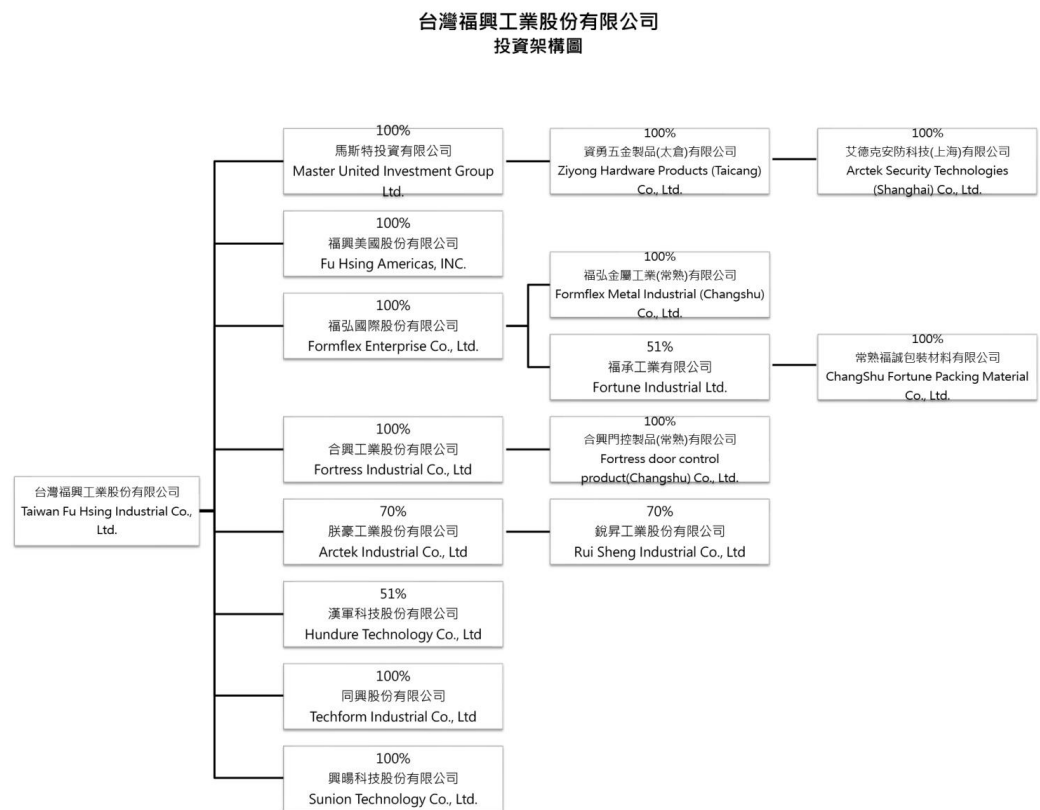 台灣福興工業股份有限公司
投資架構圖
100%
馬斯特投資有限公司
Master United Investment Group
Ltd.
100%
資勇五金製品(太倉)有限公司
Ziyong Hardware Products (Taicang)
Co., Ltd.
100%
艾德克安防科技(上海)有限公司
Arctek Security Technologies
(Shanghai) Co., Ltd.
100%
福興美國股份有限公司
Fu Hsing Americas, INC.
100%
福弘金屬工業(常熟)有限公司
Formflex Metal Industrial (Changshu)
Co., Ltd.
100%
福弘國際股份有限公司
Formflex Enterprise Co., Ltd.
51%
福承工業有限公司
Fortune Industrial Ltd.
100%
常熟福誠包裝材料有限公司
ChangShu Fortune Packing Material
Co., Ltd.
100%
合興工業股份有限公司
Fortress Industrial Co., Ltd
100%
合興門控製品(常熟)有限公司
Fortress door control
product(Changshu) Co., Ltd.
台灣福興工業股份有限公司
Taiwan Fu Hsing Industrial Co.,
Ltd.
70%
朕豪工業股份有限公司
Arctek Industrial Co., Ltd
70%
銳昇工業股份有限公司
Rui Sheng Industrial Co., Ltd
51%
漢軍科技股份有限公司
Hundure Technology Co., Ltd
100%
同興股份有限公司
Techform Industrial Co., Ltd
100%
興暘科技股份有限公司
Sunion Technology Co., Ltd.